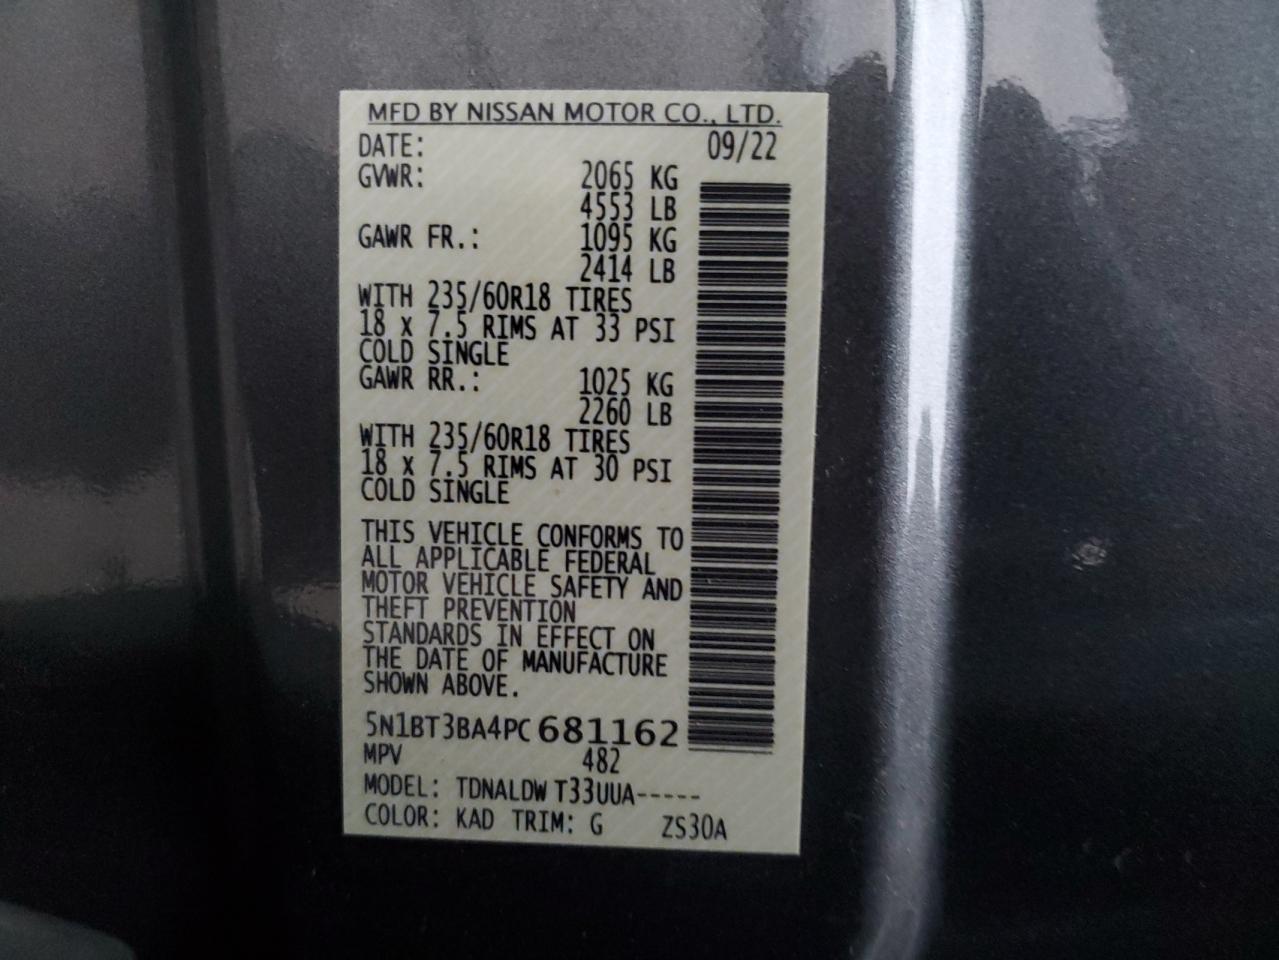 MFD BY NISSAN MOTOR CO., LTD.
DATE: 09/22
GVWR: 2065 KG
4553 LB
GAWR FR.: 1095 KG
2414 LB
WITH 235/60R18 TIRES
18 X 7.5 RIMS AT 33 PSI
COLD SINGLE
GAWR RR.: 1025 KG
2260 LB
WITH 235/60R18 TIRES
18 X 7.5 RIMS AT 30 PSI
COLD SINGLE
THIS VEHICLE CONFORMS TO
ALL APPLICABLE FEDERAL
MOTOR VEHICLE SAFETY AND
THEFT PREVENTION
STANDARDS IN EFFECT ON
THE DATE OF MANUFACTURE
SHOWN ABOVE.
5N1BT3BA4PC681162
MPV 482
MODEL: TDNALDW T33UUA-----
COLOR: KAD TRIM: G ZS30A